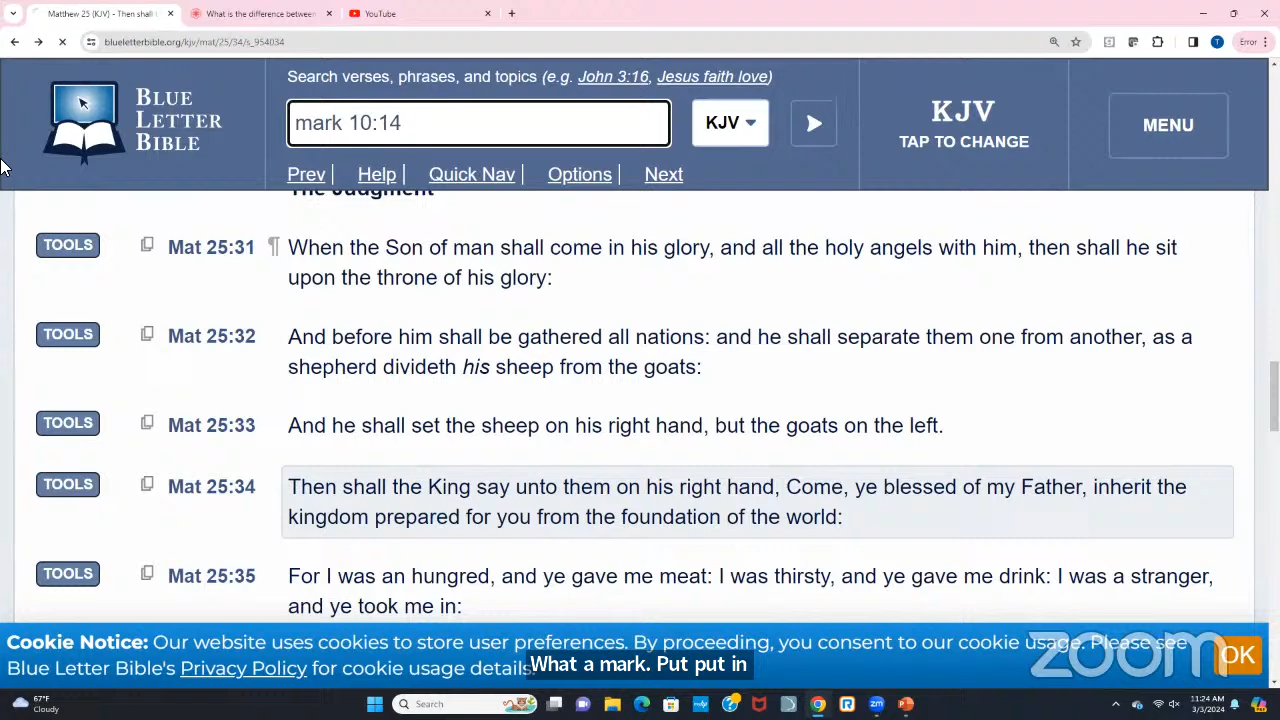 Matthew 25 (KJV) - Then shall t
What is the difference between
YouTube
blueletterbible.org/kjv/mat/25/34/s_954034
Error
BLUE
LETTER
BIBLE
Search verses, phrases, and topics (e.g. John 3:16, Jesus faith love)
mark 10:14
KJV
Prev | Help | Quick Nav | Options | Next
KJV
TAP TO CHANGE
MENU
The Judgment
TOOLS Mat 25:31 ¶ When the Son of man shall come in his glory, and all the holy angels with him, then shall he sit
upon the throne of his glory:
TOOLS Mat 25:32 And before him shall be gathered all nations: and he shall separate them one from another, as a
shepherd divideth his sheep from the goats:
TOOLS Mat 25:33 And he shall set the sheep on his right hand, but the goats on the left.
TOOLS Mat 25:34 Then shall the King say unto them on his right hand, Come, ye blessed of my Father, inherit the
kingdom prepared for you from the foundation of the world:
TOOLS Mat 25:35 For I was an hungred, and ye gave me meat: I was thirsty, and ye gave me drink: I was a stranger,
and ye took me in:
Cookie Notice: Our website uses cookies to store user preferences. By proceeding, you consent to our cookie usage. Please see
Blue Letter Bible's Privacy Policy for cookie usage details.
OK
What a mark. Put put in
zoom
67°F
Cloudy
Search
11:24 AM
3/3/2024